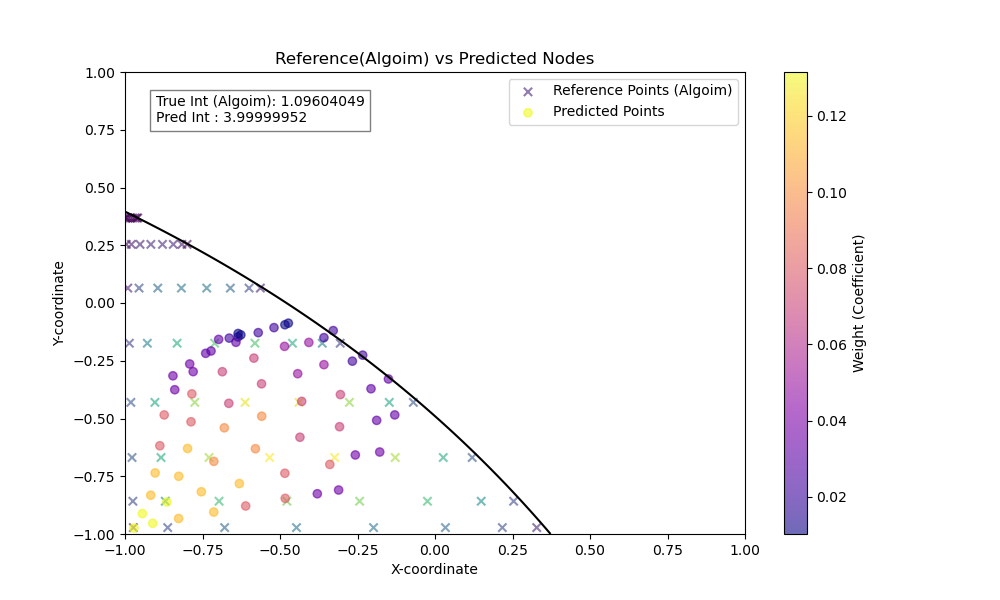 Reference(Algoim) vs Predicted Nodes
True Int (Algoim): 1.09604049
Pred Int : 3.99999952
Reference Points (Algoim)
Predicted Points
1.00
0.75
0.50
0.25
0.00
−0.25
−0.50
−0.75
−1.00
Y-coordinate
−1.00 −0.75 −0.50 −0.25 0.00 0.25 0.50 0.75 1.00
X-coordinate
0.12
0.10
0.08
0.06
0.04
0.02
Weight (Coefficient)